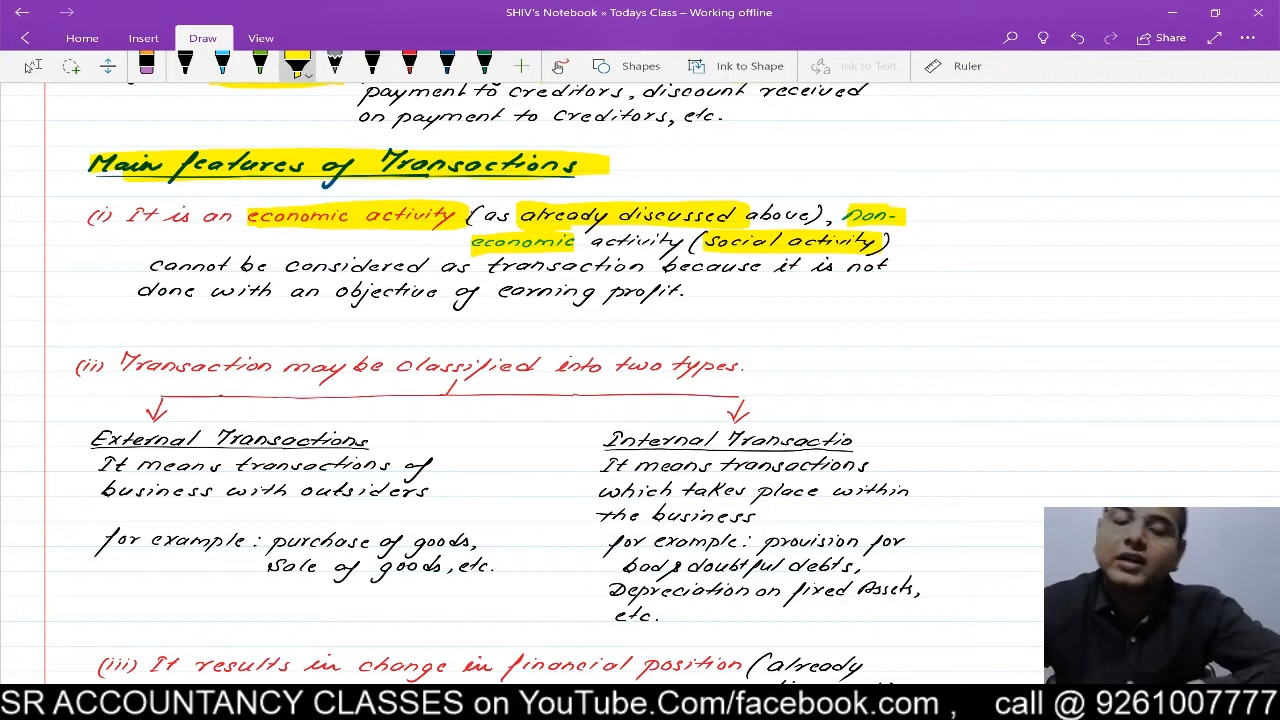 SHIV's Notebook » Todays Class – Working offline
Home Insert Draw View
Share
Shapes Ink to Shape Ink to Text Ruler
payment to creditors, discount received
on payment to creditors, etc.
Main features of Transactions
(i) It is an economic activity (as already discussed above), non-
economic activity (social activity)
cannot be considered as transaction because it is not
done with an objective of earning profit.
(ii) Transaction may be classified into two types.
External Transactions
It means transactions of
business with outsiders
for example: purchase of goods,
Sale of goods, etc.
Internal Transactio
It means transactions
which takes place within
the business
for example: provision for
bad & doubtful debts,
Depreciation on fixed Assets,
etc.
(iii) It results in change in financial position (already
SR ACCOUNTANCY CLASSES on YouTube.Com/facebook.com , call @ 9261007777